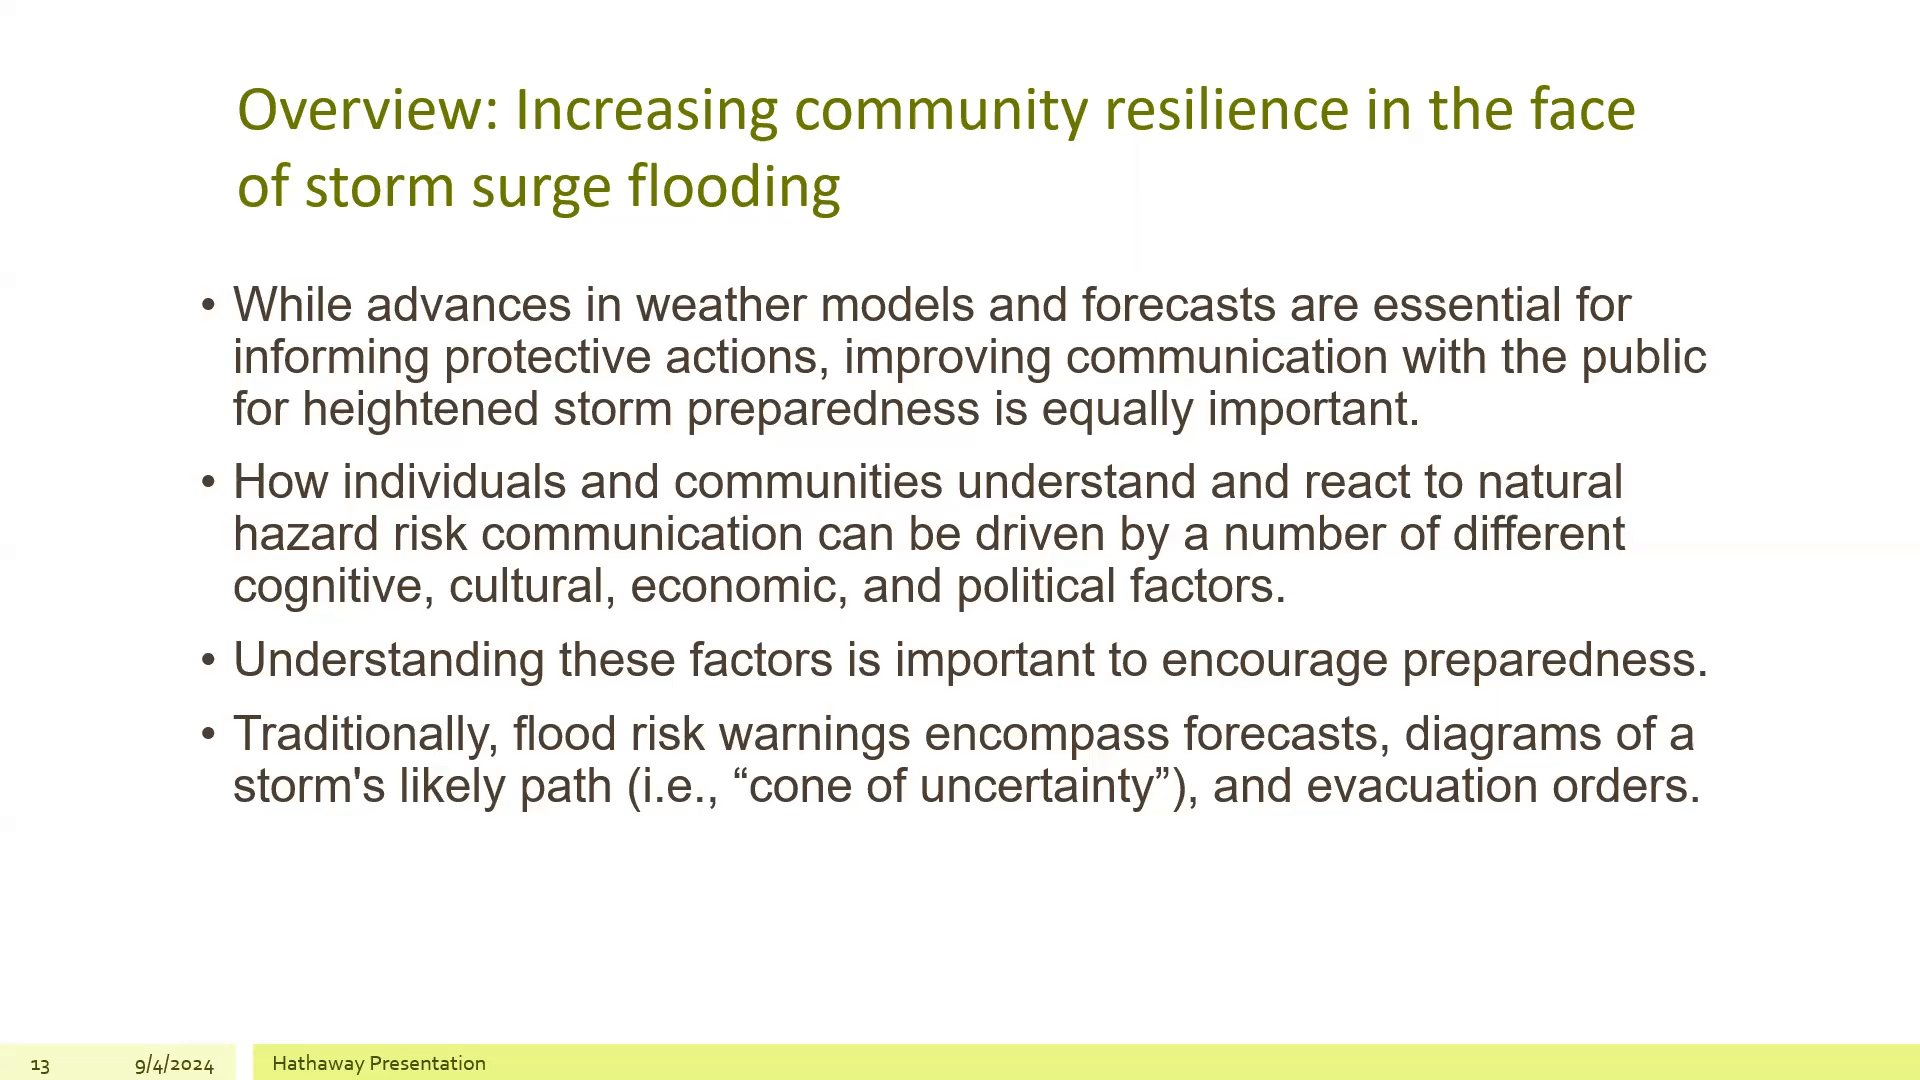 Overview: Increasing community resilience in the face
of storm surge flooding
• While advances in weather models and forecasts are essential for
informing protective actions, improving communication with the public
for heightened storm preparedness is equally important.
• How individuals and communities understand and react to natural
hazard risk communication can be driven by a number of different
cognitive, cultural, economic, and political factors.
• Understanding these factors is important to encourage preparedness.
• Traditionally, flood risk warnings encompass forecasts, diagrams of a
storm's likely path (i.e., “cone of uncertainty”), and evacuation orders.
13 9/4/2024 Hathaway Presentation